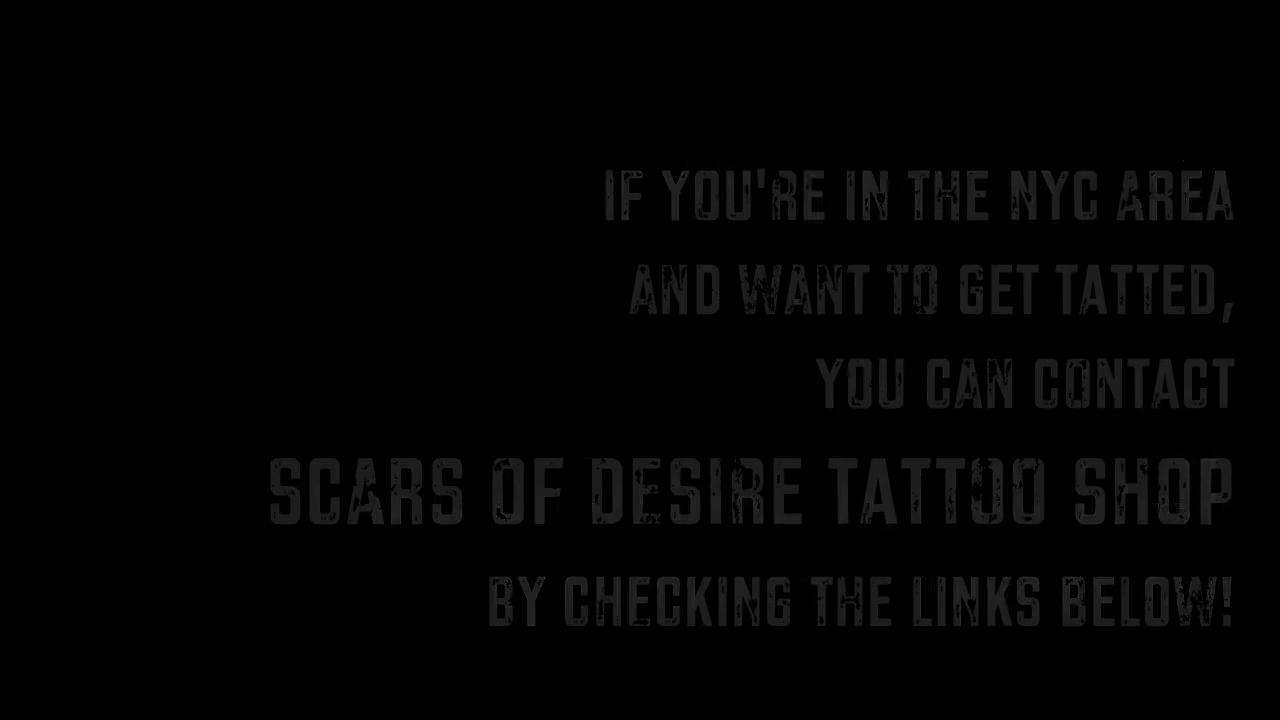 IF YOU'RE IN THE NYC AREA
AND WANT TO GET TATTED,
YOU CAN CONTACT
SCARS OF DESIRE TATTOO SHOP
BY CHECKING THE LINKS BELOW!